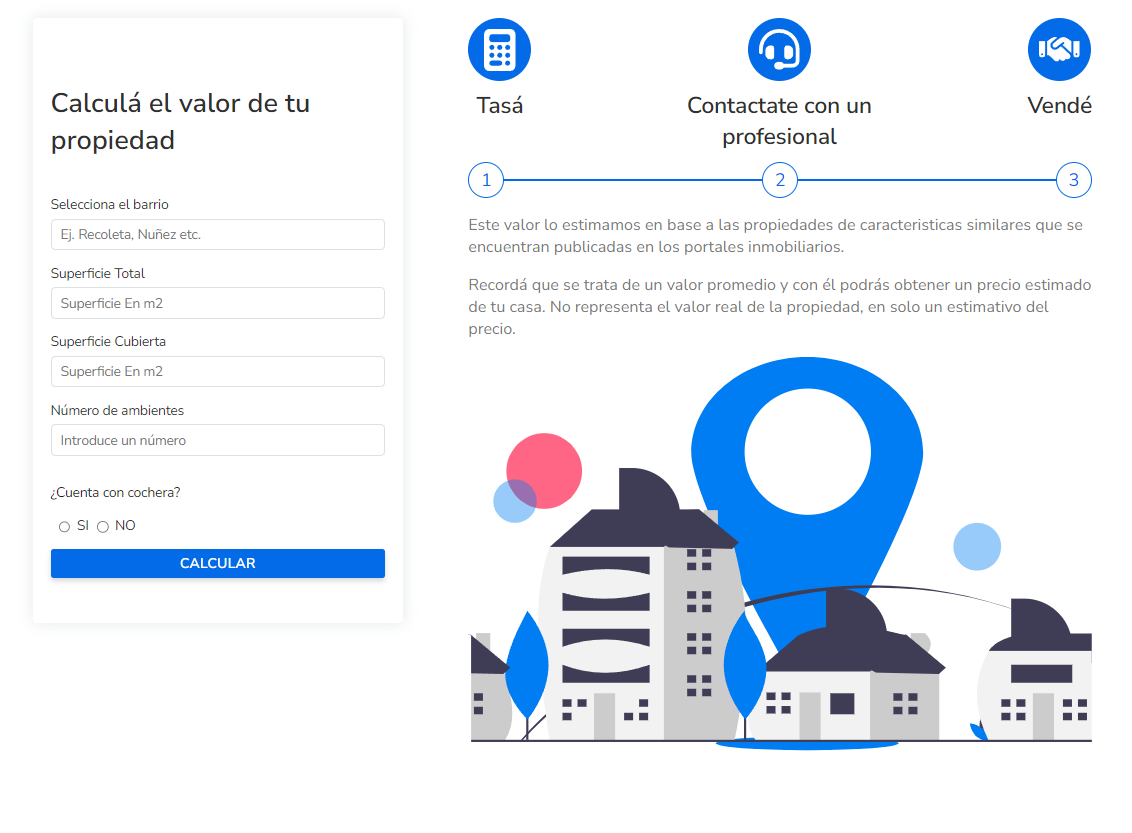 Calculá el valor de tu
propiedad
Selecciona el barrio
Ej. Recoleta, Nuñez etc.
Superficie Total
Superficie En m2
Superficie Cubierta
Superficie En m2
Número de ambientes
Introduce un número
¿Cuenta con cochera?
SI NO
CALCULAR
Tasá
Contactate con un
profesional
Vendé
1 2 3
Este valor lo estimamos en base a las propiedades de caracteristicas similares que se
encuentran publicadas en los portales inmobiliarios.
Recordá que se trata de un valor promedio y con él podrás obtener un precio estimado
de tu casa. No representa el valor real de la propiedad, en solo un estimativo del
precio.